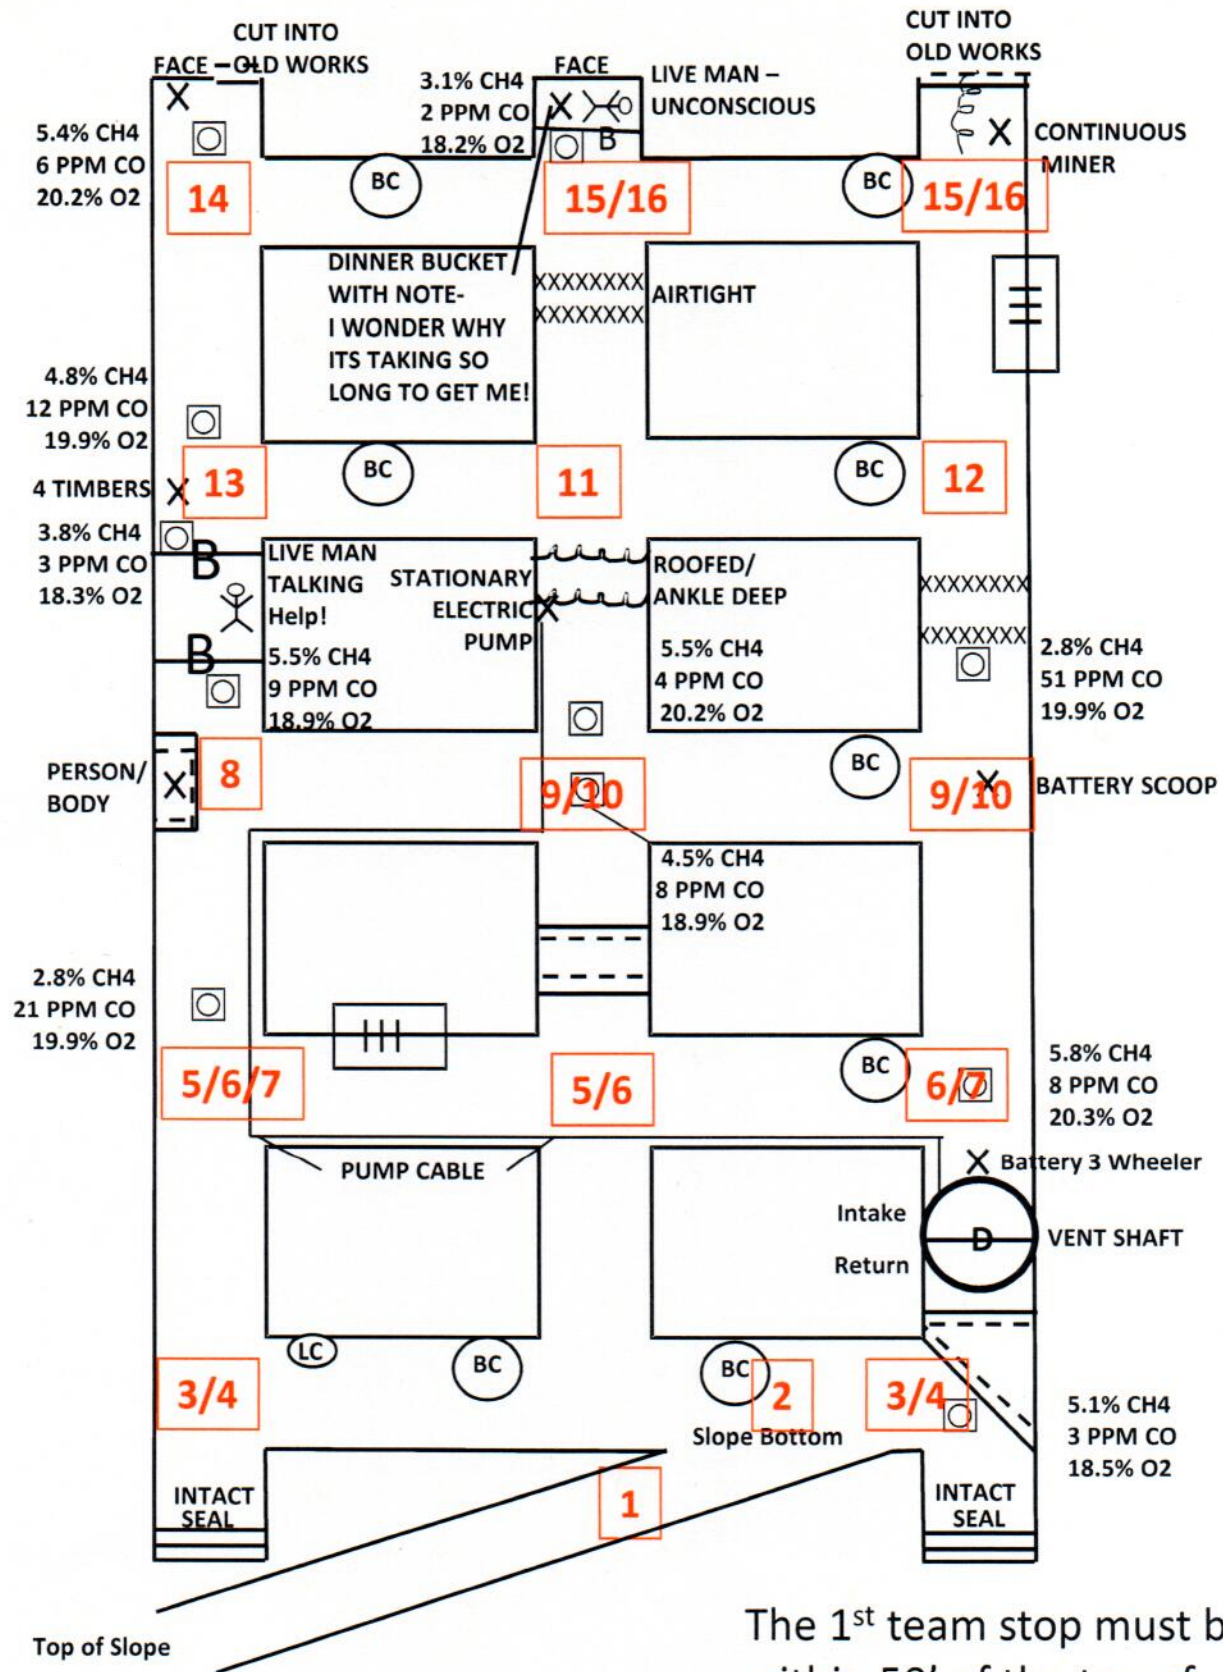 CUT INTO
FACE OLD WORKS
FACE
CUT INTO
OLD WORKS
3.1% CH4
2 PPM CO
18.2% O2
LIVE MAN –
UNCONSCIOUS
X
X
B
X
CONTINUOUS
MINER
5.4% CH4
6 PPM CO
20.2% O2
14
BC
15/16
BC
15/16
DINNER BUCKET
WITH NOTE-
I WONDER WHY
ITS TAKING SO
LONG TO GET ME!
XXXXXXXX
XXXXXXXX
AIRTIGHT
4.8% CH4
12 PPM CO
19.9% O2
4 TIMBERS
X
13
BC
11
BC
12
3.8% CH4
3 PPM CO
18.3% O2
B
LIVE MAN
TALKING
Help!
STATIONARY
ELECTRIC
PUMP
X
ROOFED/
ANKLE DEEP
XXXXXXXX
XXXXXXXX
B
5.5% CH4
9 PPM CO
18.9% O2
5.5% CH4
4 PPM CO
20.2% O2
2.8% CH4
51 PPM CO
19.9% O2
PERSON/
BODY
X
8
9/10
BC
9/10
X
BATTERY SCOOP
4.5% CH4
8 PPM CO
18.9% O2
2.8% CH4
21 PPM CO
19.9% O2
5/6/7
5/6
BC
6/7
5.8% CH4
8 PPM CO
20.3% O2
PUMP CABLE
X
Battery 3 Wheeler
Intake
Return
D
VENT SHAFT
LC
BC
BC
3/4
2
3/4
Slope Bottom
5.1% CH4
3 PPM CO
18.5% O2
INTACT
SEAL
1
INTACT
SEAL
Top of Slope
The 1st team stop must b